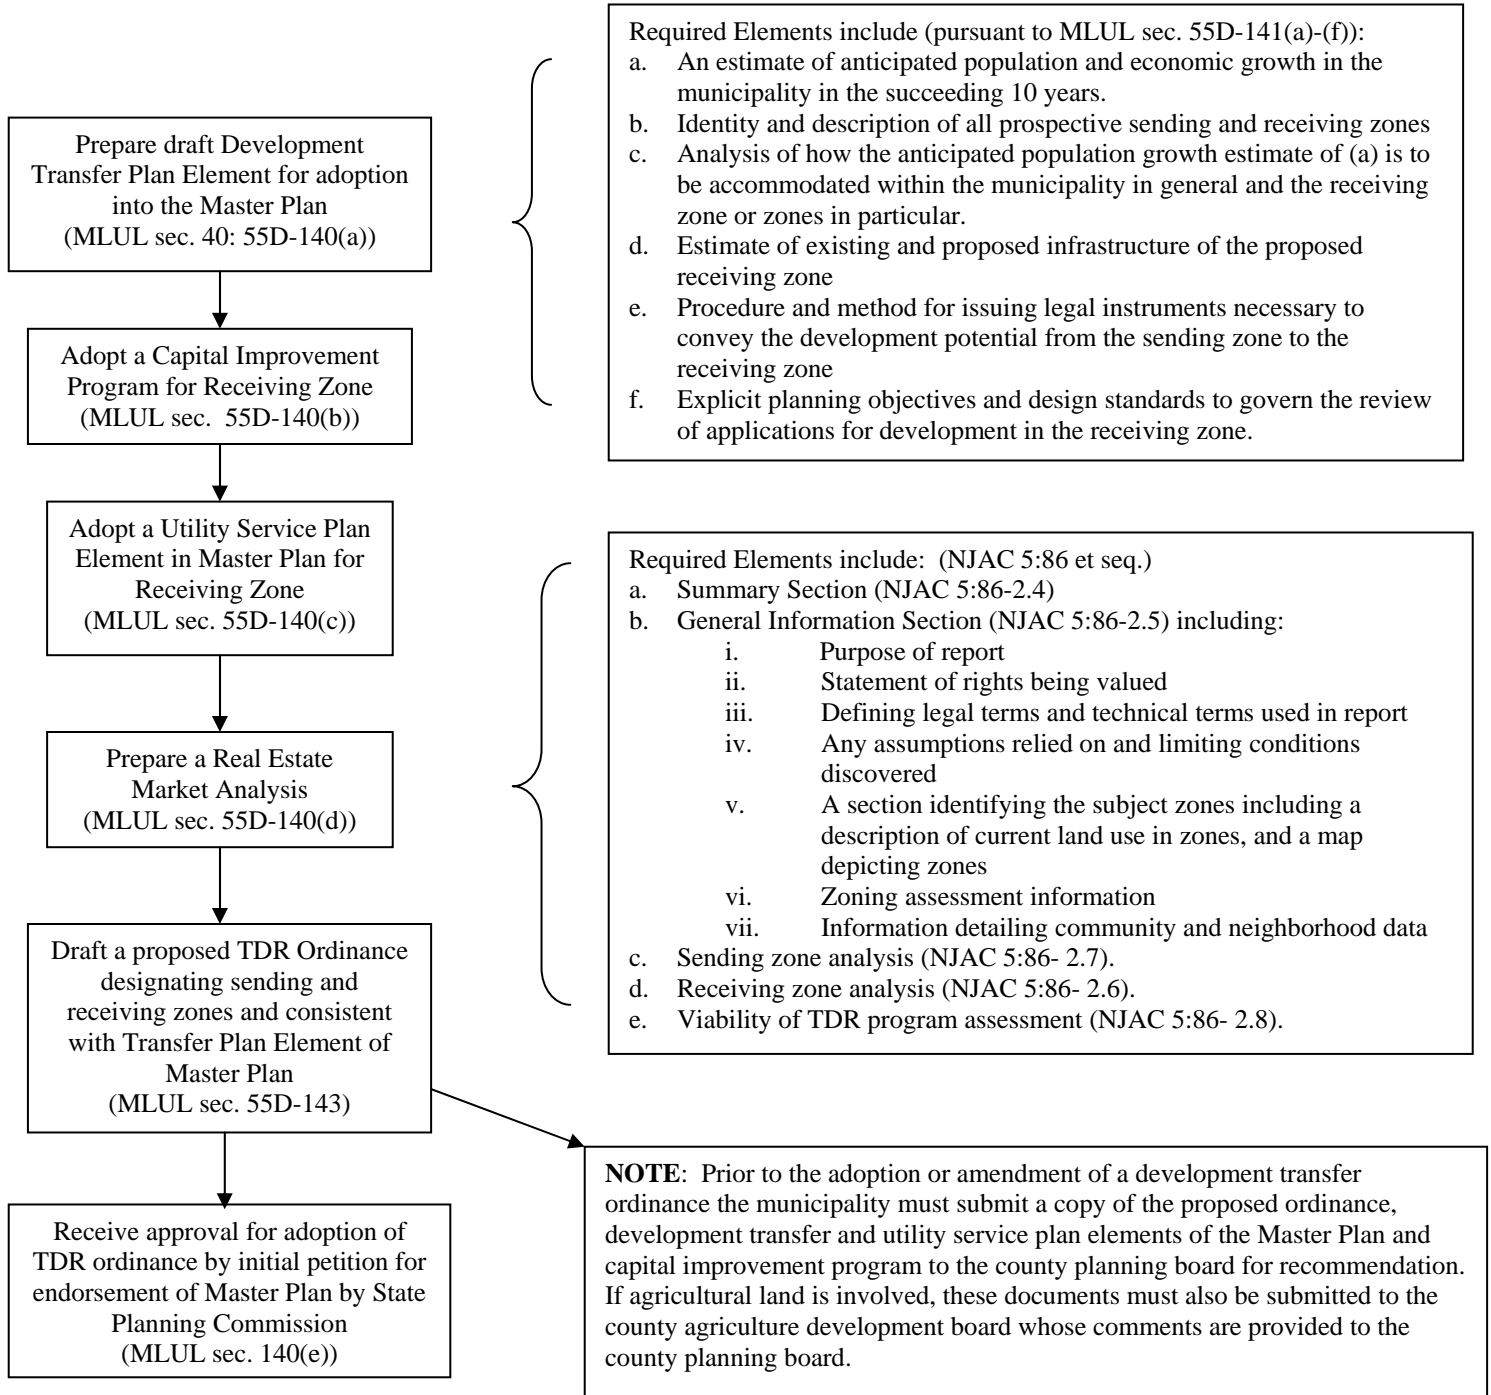 Prepare draft Development
Transfer Plan Element for adoption
into the Master Plan
(MLUL sec. 40: 55D-140(a))
Adopt a Capital Improvement
Program for Receiving Zone
(MLUL sec. 55D-140(b))
Adopt a Utility Service Plan
Element in Master Plan for
Receiving Zone
(MLUL sec. 55D-140(c))
Prepare a Real Estate
Market Analysis
(MLUL sec. 55D-140(d))
Draft a proposed TDR Ordinance
designating sending and
receiving zones and consistent
with Transfer Plan Element of
Master Plan
(MLUL sec. 55D-143)
Receive approval for adoption of
TDR ordinance by initial petition for
endorsement of Master Plan by State
Planning Commission
(MLUL sec. 140(e))
Required Elements include (pursuant to MLUL sec. 55D-141(a)-(f)):
a. An estimate of anticipated population and economic growth in the
municipality in the succeeding 10 years.
b. Identity and description of all prospective sending and receiving zones
c. Analysis of how the anticipated population growth estimate of (a) is to
be accommodated within the municipality in general and the receiving
zone or zones in particular.
d. Estimate of existing and proposed infrastructure of the proposed
receiving zone
e. Procedure and method for issuing legal instruments necessary to
convey the development potential from the sending zone to the
receiving zone
f. Explicit planning objectives and design standards to govern the review
of applications for development in the receiving zone.
Required Elements include: (NJAC 5:86 et seq.)
a. Summary Section (NJAC 5:86-2.4)
b. General Information Section (NJAC 5:86-2.5) including:
i. Purpose of report
ii. Statement of rights being valued
iii. Defining legal terms and technical terms used in report
iv. Any assumptions relied on and limiting conditions
discovered
v. A section identifying the subject zones including a
description of current land use in zones, and a map
depicting zones
vi. Zoning assessment information
vii. Information detailing community and neighborhood data
c. Sending zone analysis (NJAC 5:86- 2.7).
d. Receiving zone analysis (NJAC 5:86- 2.6).
e. Viability of TDR program assessment (NJAC 5:86- 2.8).
NOTE: Prior to the adoption or amendment of a development transfer
ordinance the municipality must submit a copy of the proposed ordinance,
development transfer and utility service plan elements of the Master Plan and
capital improvement program to the county planning board for recommendation.
If agricultural land is involved, these documents must also be submitted to the
county agriculture development board whose comments are provided to the
county planning board.